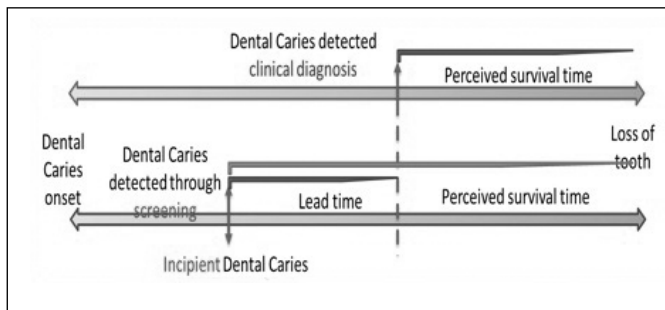 Dental Caries detected
clinical diagnosis
Perceived survival time
Dental
Caries
onset
Dental Caries
detected through
screening
Loss of
tooth
Lead time
Perceived survival time
Incipient Dental Caries